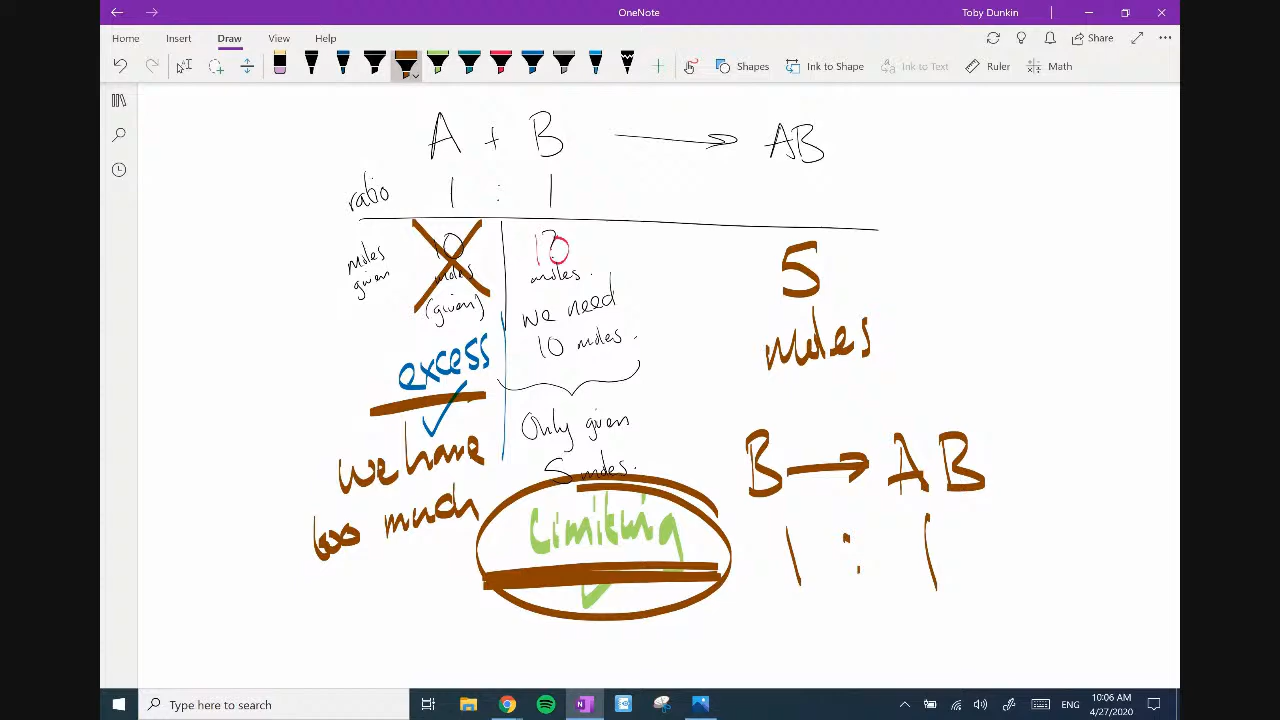 OneNote
Toby Dunkin
Home Insert Draw View Help
Share
Shapes
Ink to Shape
Ink to Text
Ruler
Math
A + B → AB
ratio 1 : 1
moles given
10 moles (given)
10
moles.
we need
10 moles.
5
moles
excess
we have
too much
Only given
5 moles.
limiting
B → AB
1 : 1
Type here to search
ENG
10:06 AM
4/27/2020